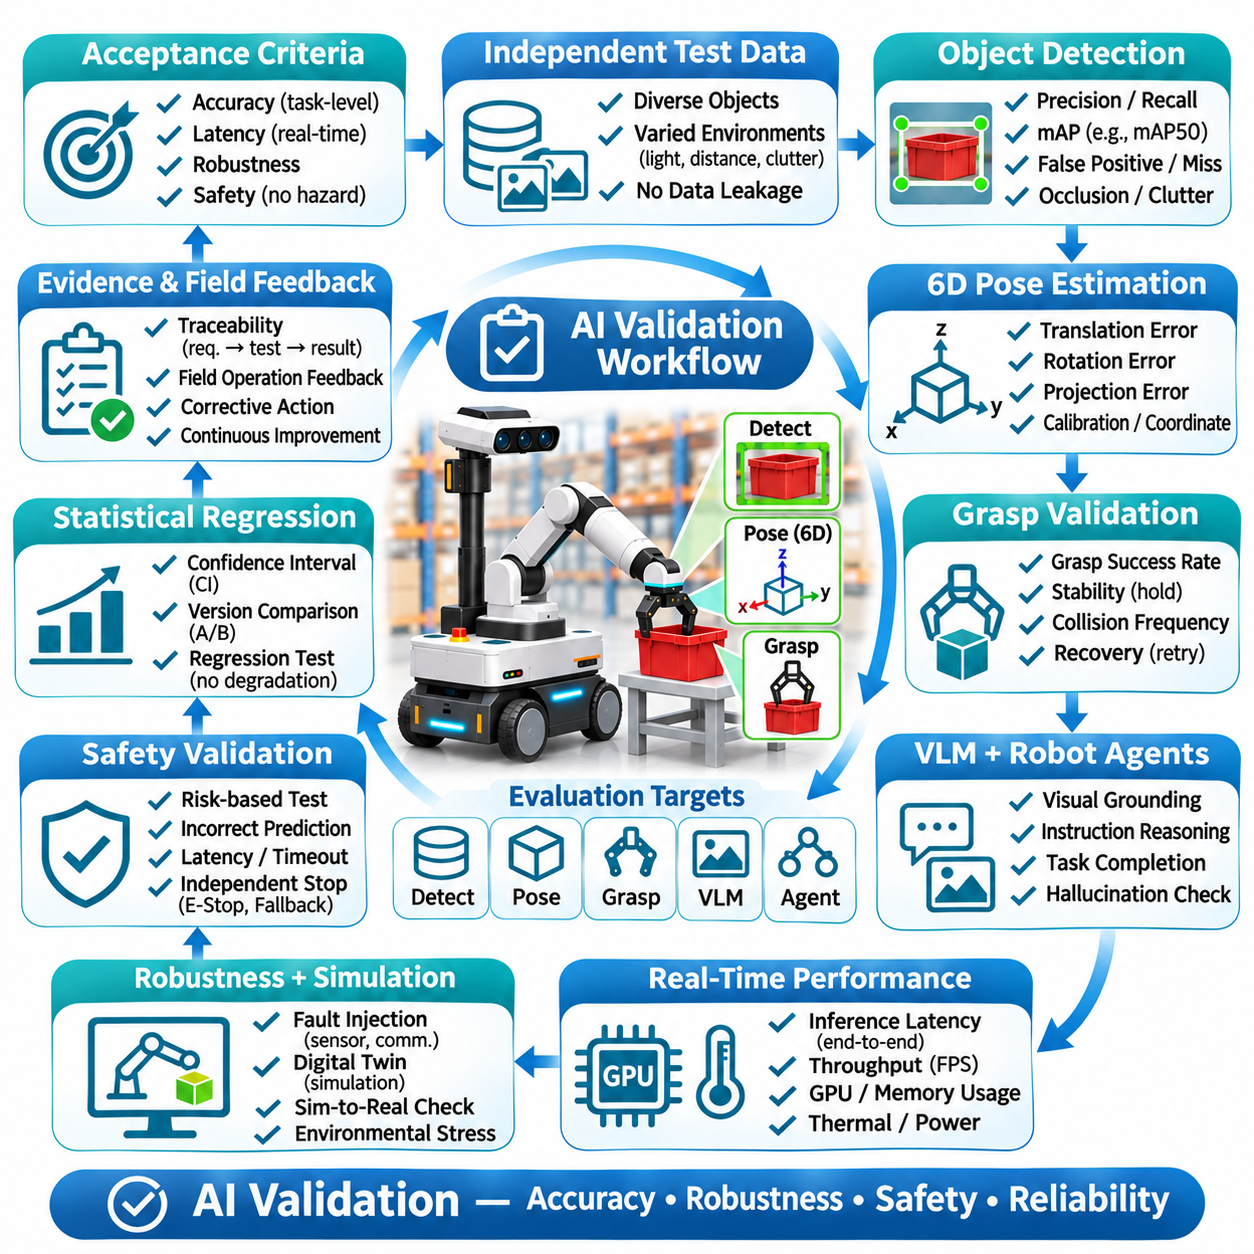 Acceptance Criteria
Accuracy (task-level)
Latency (real-time)
Robustness
Safety (no hazard)
Independent Test Data
Diverse Objects
Varied Environments
(light, distance, clutter)
No Data Leakage
Object Detection
Precision / Recall
mAP (e.g., mAP50)
False Positive / Miss
Occlusion / Clutter
Evidence & Field Feedback
Traceability
(req. → test → result)
Field Operation Feedback
Corrective Action
Continuous Improvement
AI Validation
Workflow
6D Pose Estimation
z
y
x
Translation Error
Rotation Error
Projection Error
Calibration / Coordinate
Detect
Pose (6D)
z
x
y
Grasp
Statistical Regression
Confidence Interval
(CI)
Version Comparison
(A/B)
Regression Test
(no degradation)
Grasp Validation
Grasp Success Rate
Stability (hold)
Collision Frequency
Recovery (retry)
Safety Validation
Risk-based Test
Incorrect Prediction
Latency / Timeout
Independent Stop
(E-Stop, Fallback)
Evaluation Targets
Detect
Pose
Grasp
VLM
Agent
VLM + Robot Agents
Visual Grounding
Instruction Reasoning
Task Completion
Hallucination Check
Robustness + Simulation
Fault Injection
(sensor, comm.)
Digital Twin
(simulation)
Sim-to-Real Check
Environmental Stress
Real-Time Performance
GPU
Inference Latency
(end-to-end)
Throughput (FPS)
GPU / Memory Usage
Thermal / Power
AI Validation — Accuracy • Robustness • Safety • Reliability